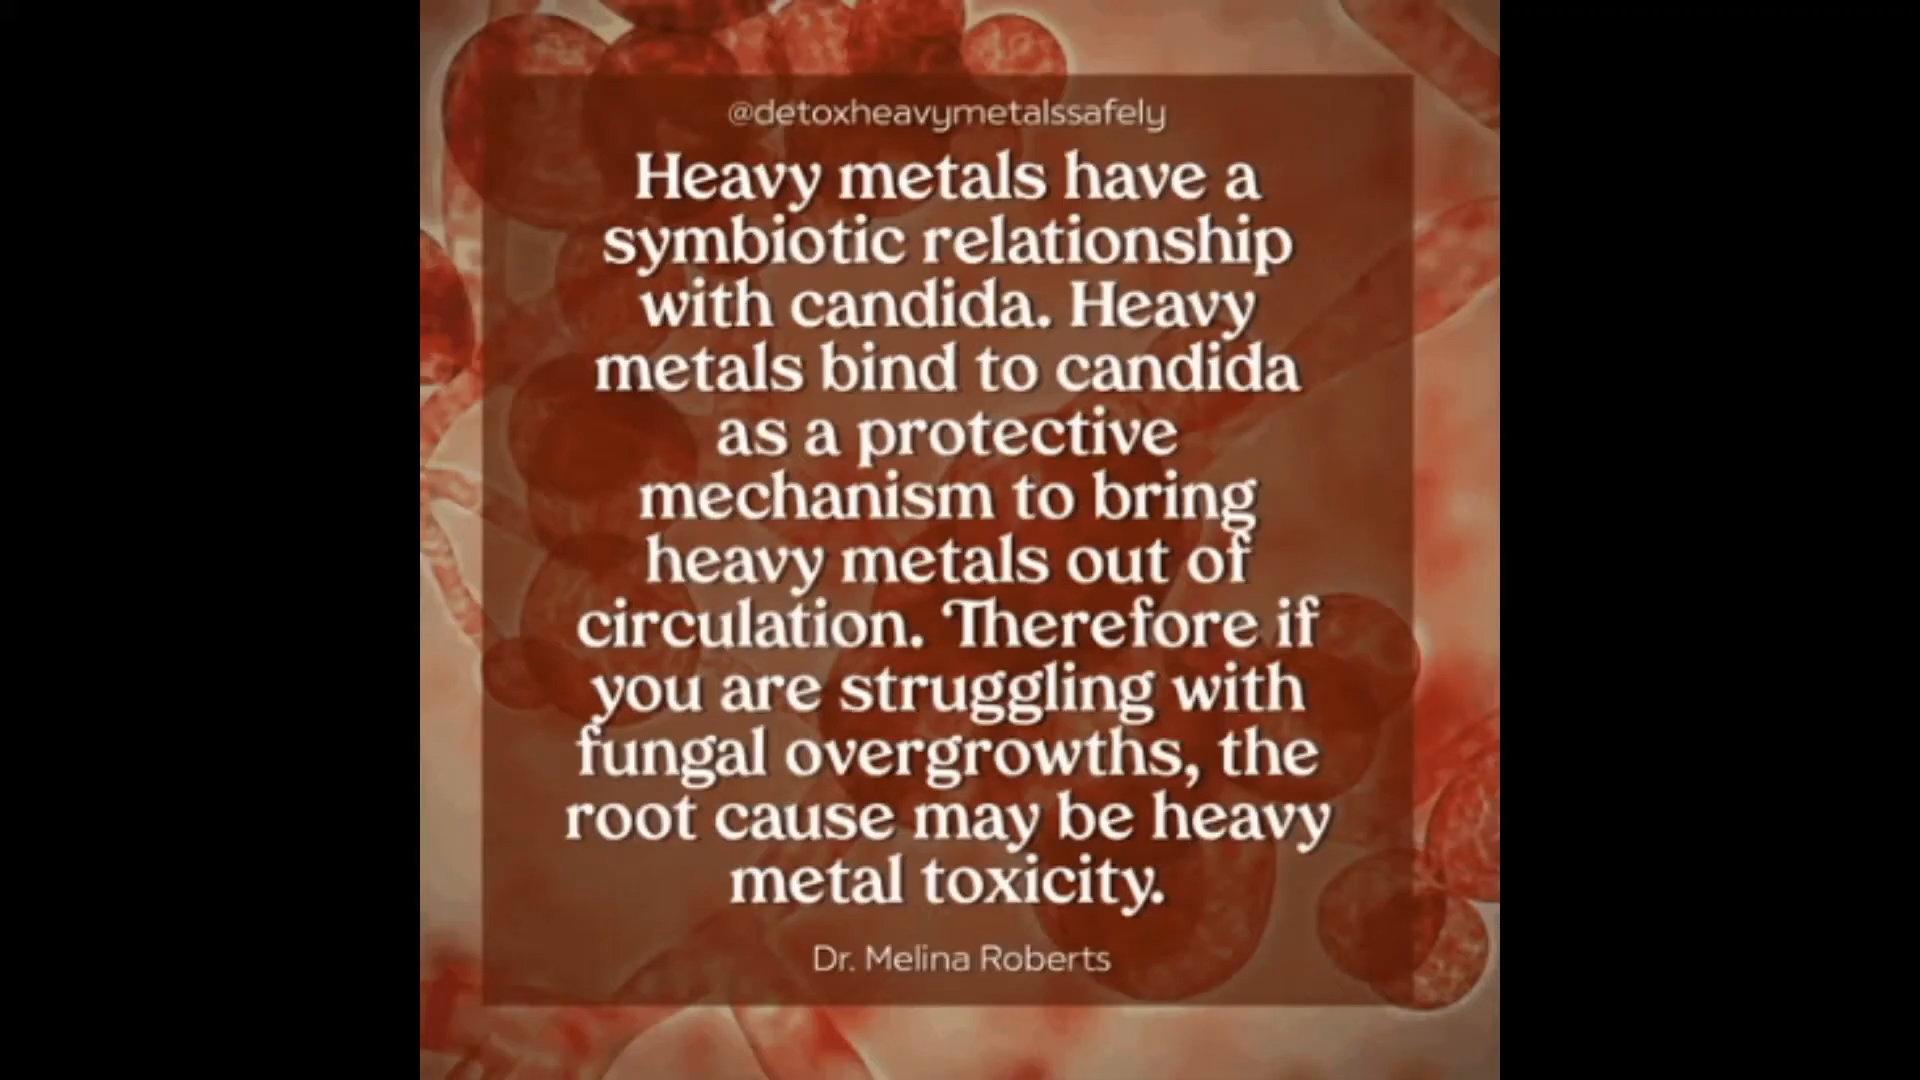 @detoxheavymetalssafely
Heavy metals have a
symbiotic relationship
with candida. Heavy
metals bind to candida
as a protective
mechanism to bring
heavy metals out of
circulation. Therefore if
you are struggling with
fungal overgrowths, the
root cause may be heavy
metal toxicity.
Dr. Melina Roberts